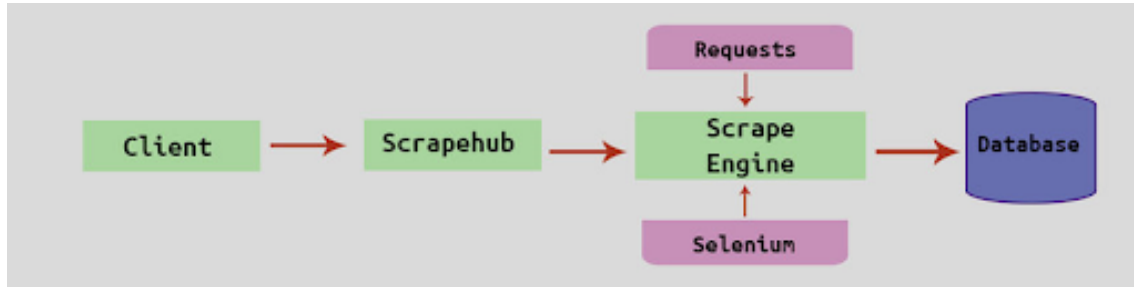 Requests
Client
Scrapehub
Scrape
Engine
Database
Selenium